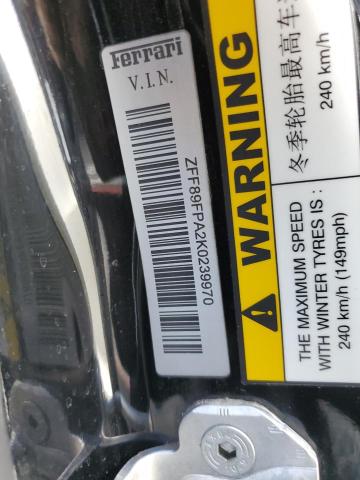 Ferrari
V.I.N.
ZFF89FPA2K0239970
WARNING
冬季轮胎最高车
240 km/h
THE MAXIMUM SPEED
WITH WINTER TYRES IS :
240 km/h (149mph)